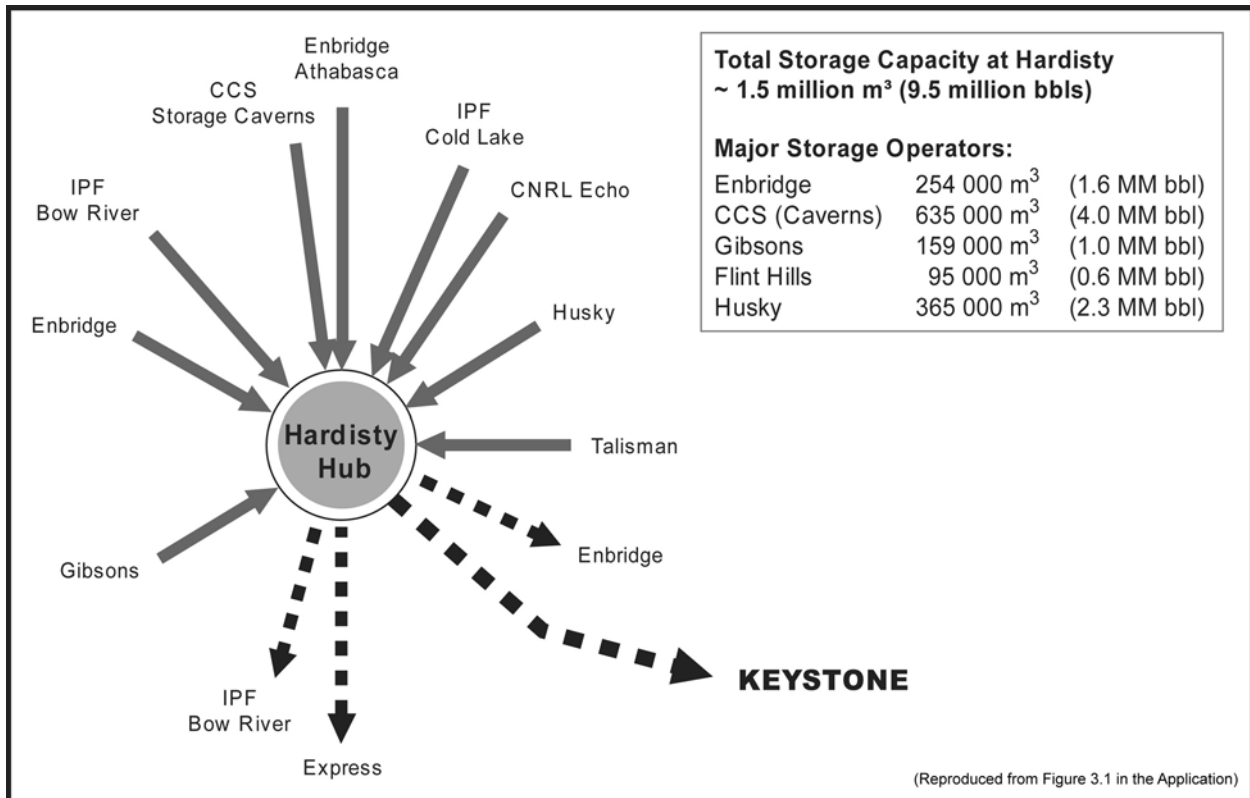 Enbridge
Athabasca
CCS
Storage Caverns
IPF
Cold Lake
IPF
Bow River
CNRL Echo
Enbridge
Husky
Hardisty
Hub
Talisman
Gibsons
Enbridge
IPF
Bow River
KEYSTONE
Express
Total Storage Capacity at Hardisty
~ 1.5 million m³ (9.5 million bbls)
Major Storage Operators:
Enbridge 254 000 m³ (1.6 MM bbl)
CCS (Caverns) 635 000 m³ (4.0 MM bbl)
Gibsons 159 000 m³ (1.0 MM bbl)
Flint Hills 95 000 m³ (0.6 MM bbl)
Husky 365 000 m³ (2.3 MM bbl)
(Reproduced from Figure 3.1 in the Application)